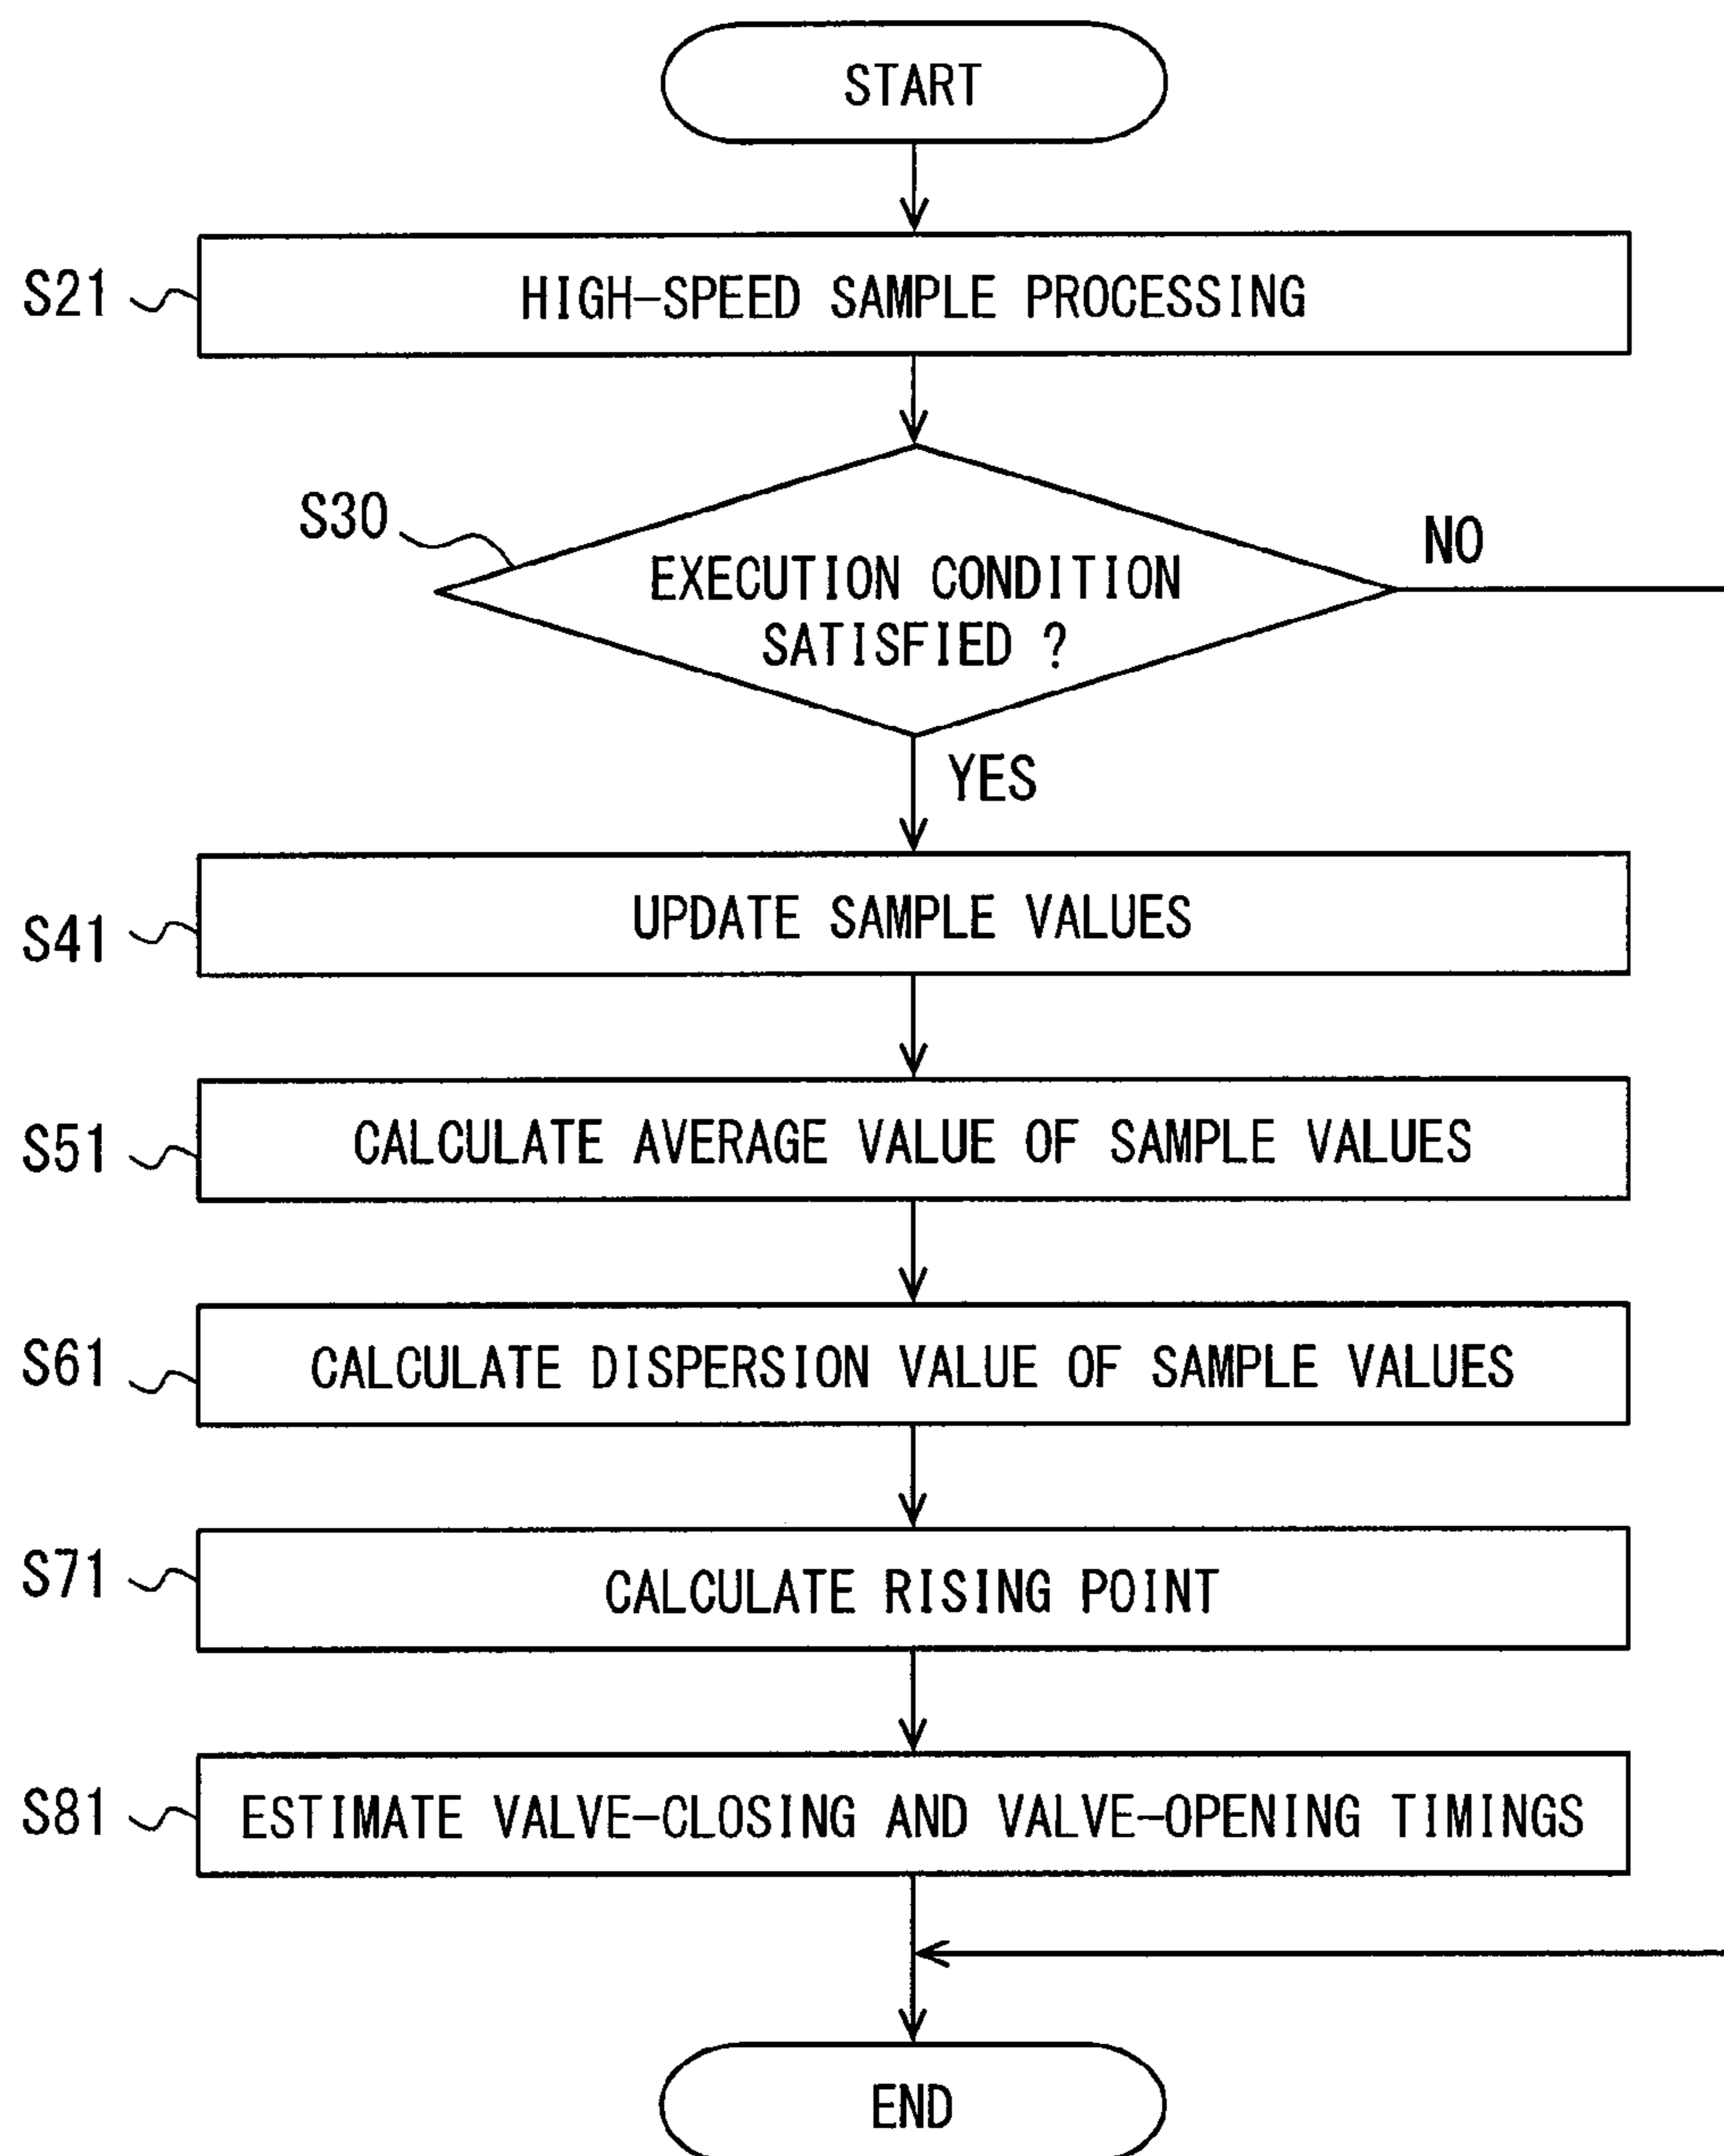 START
S21
HIGH-SPEED SAMPLE PROCESSING
S30
EXECUTION CONDITION
SATISFIED ?
NO
YES
S41
UPDATE SAMPLE VALUES
S51
CALCULATE AVERAGE VALUE OF SAMPLE VALUES
S61
CALCULATE DISPERSION VALUE OF SAMPLE VALUES
S71
CALCULATE RISING POINT
S81
ESTIMATE VALVE-CLOSING AND VALVE-OPENING TIMINGS
END